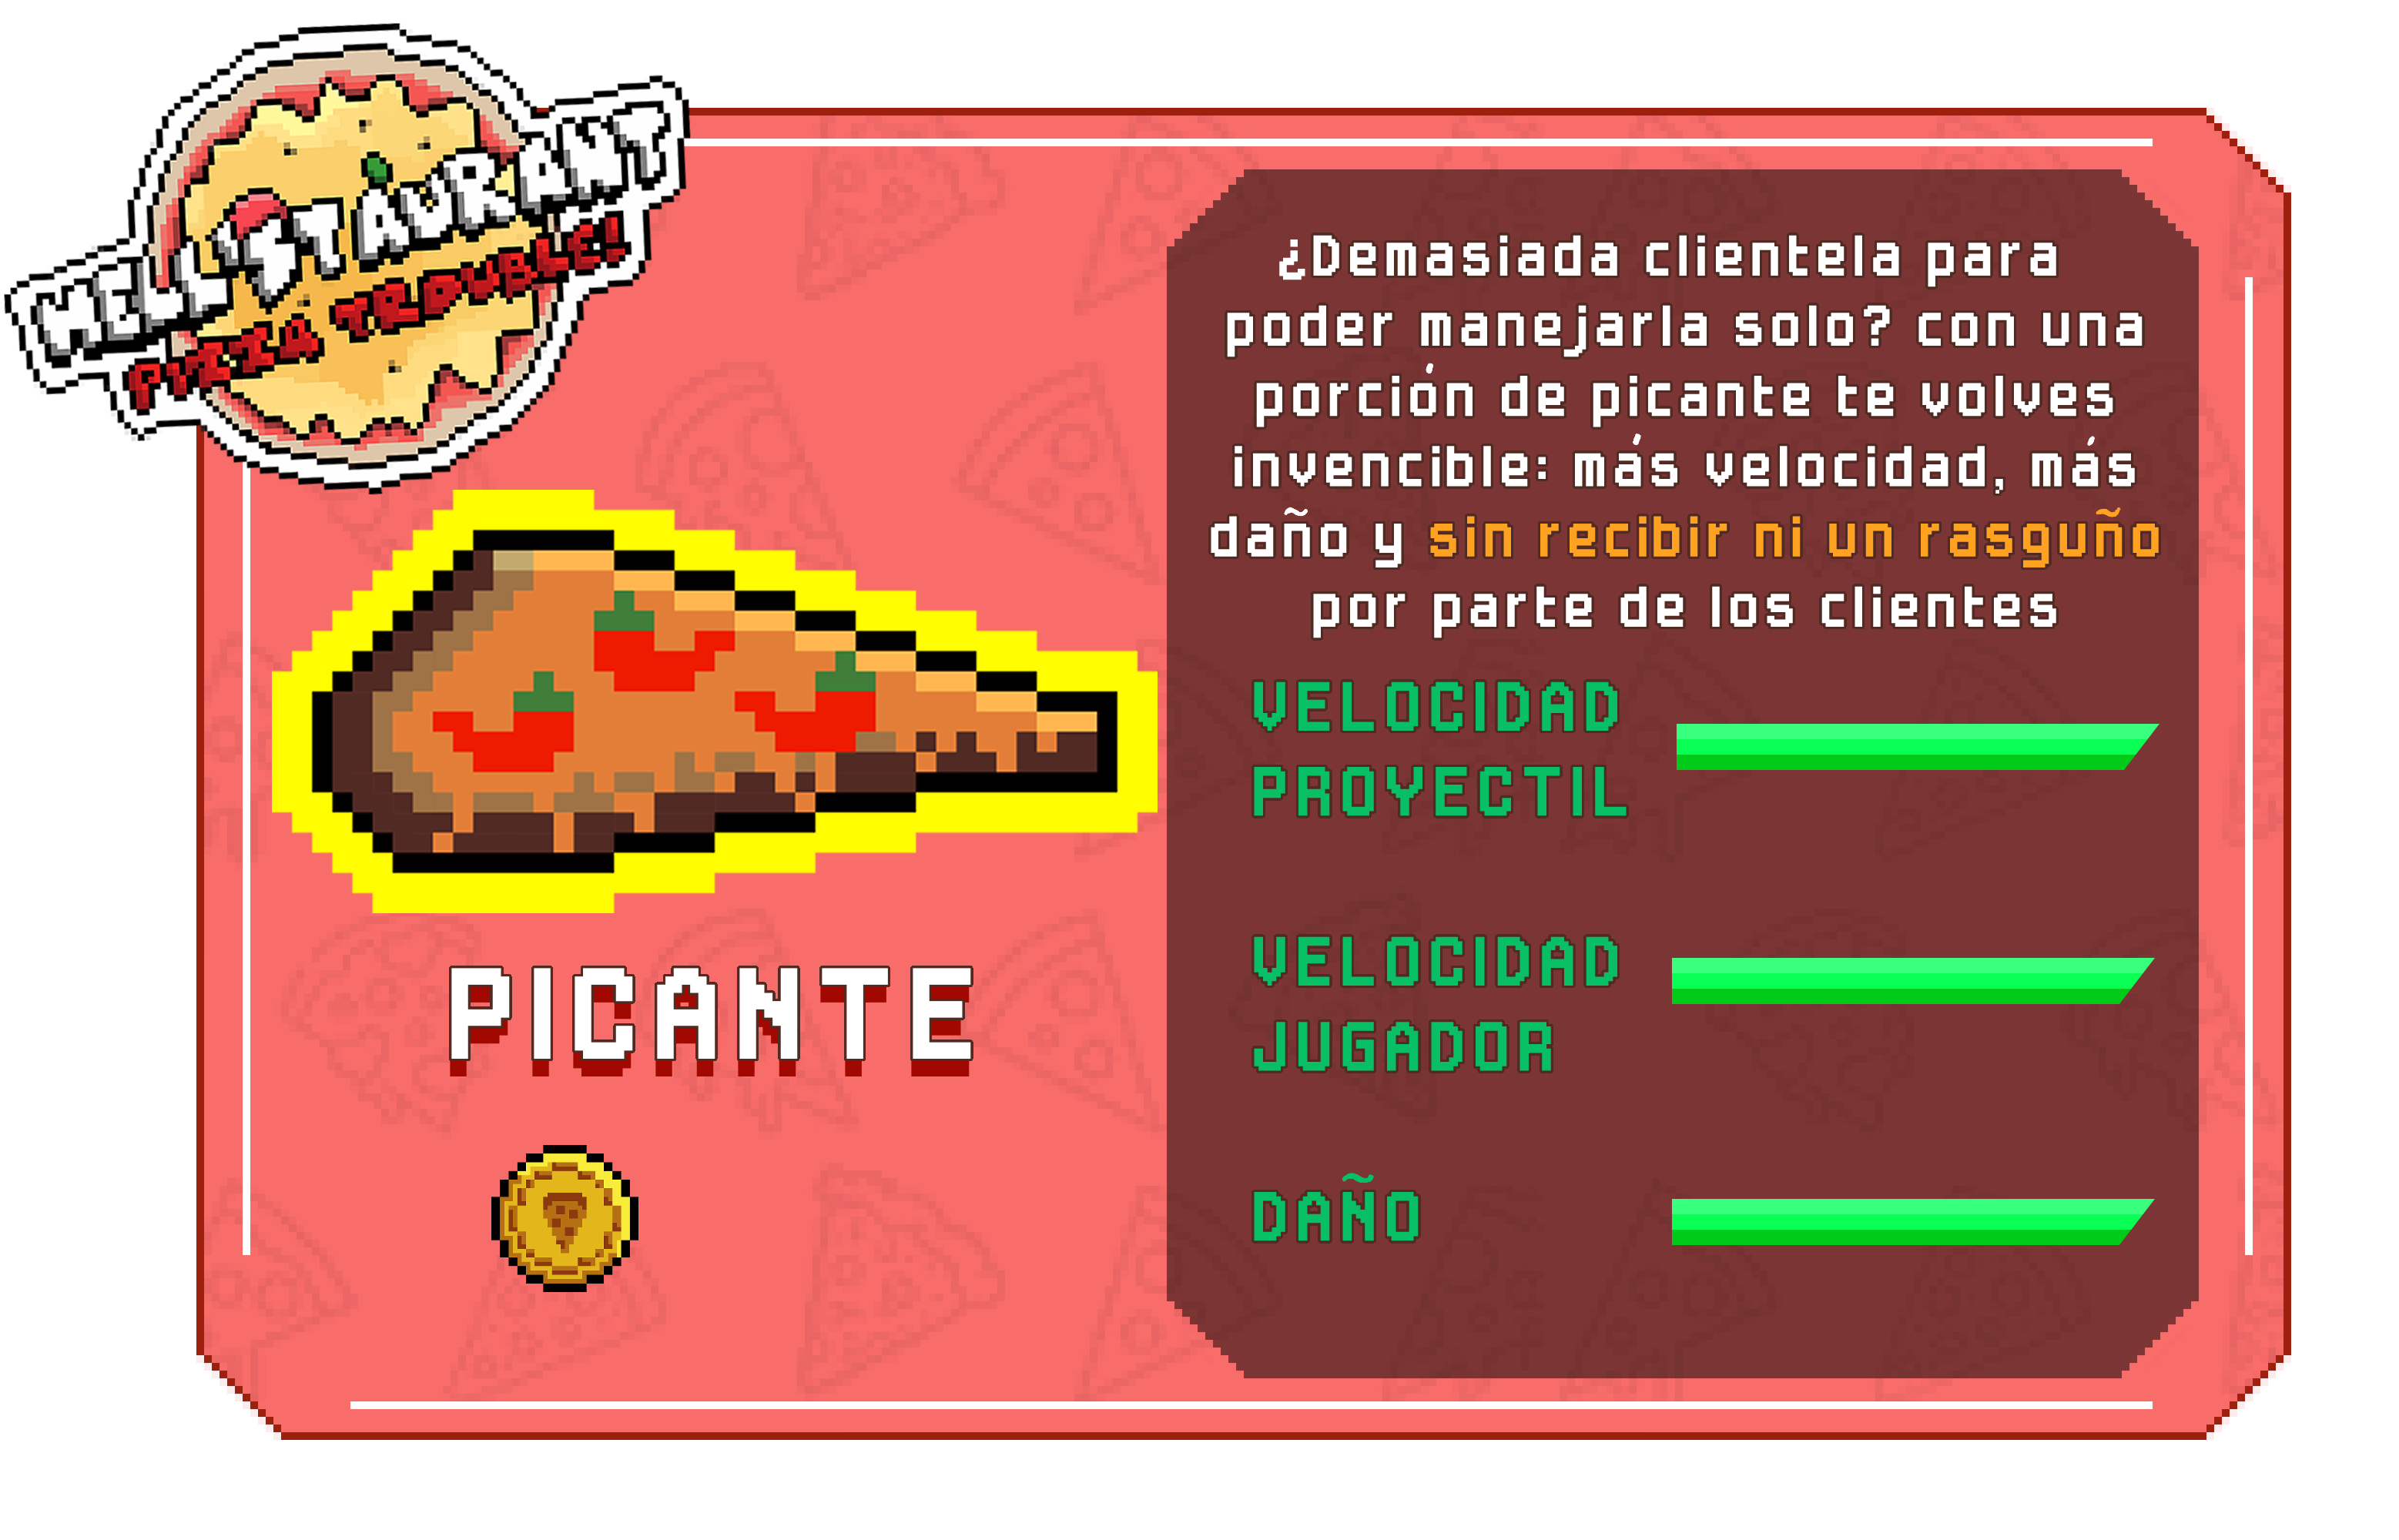 HELL'STAURANT
PIZZA TROUBLE!
¿Demasiada clientela para
poder manejarla solo? con una
porción de picante te volves
invencible: más velocidad, más
daño y sin recibir ni un rasguño
por parte de los clientes
VELOCIDAD
PROYECTIL
VELOCIDAD
JUGADOR
DAÑO
PICANTE